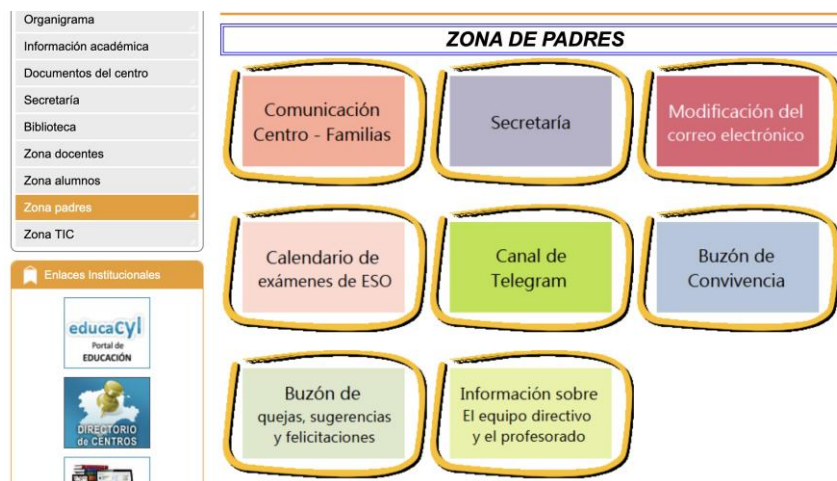 Organigrama
Información académica
Documentos del centro
Secretaría
Biblioteca
Zona docentes
Zona alumnos
Zona padres
Zona TIC
Enlaces Institucionales
educacyl
Portal de
EDUCACIÓN
DIRECTORIO
de CENTROS
ZONA DE PADRES
Comunicación
Centro - Familias
Secretaría
Modificación del
correo electrónico
Calendario de
exámenes de ESO
Canal de
Telegram
Buzón de
Convivencia
Buzón de
quejas, sugerencias
y felicitaciones
Información sobre
El equipo directivo
y el profesorado